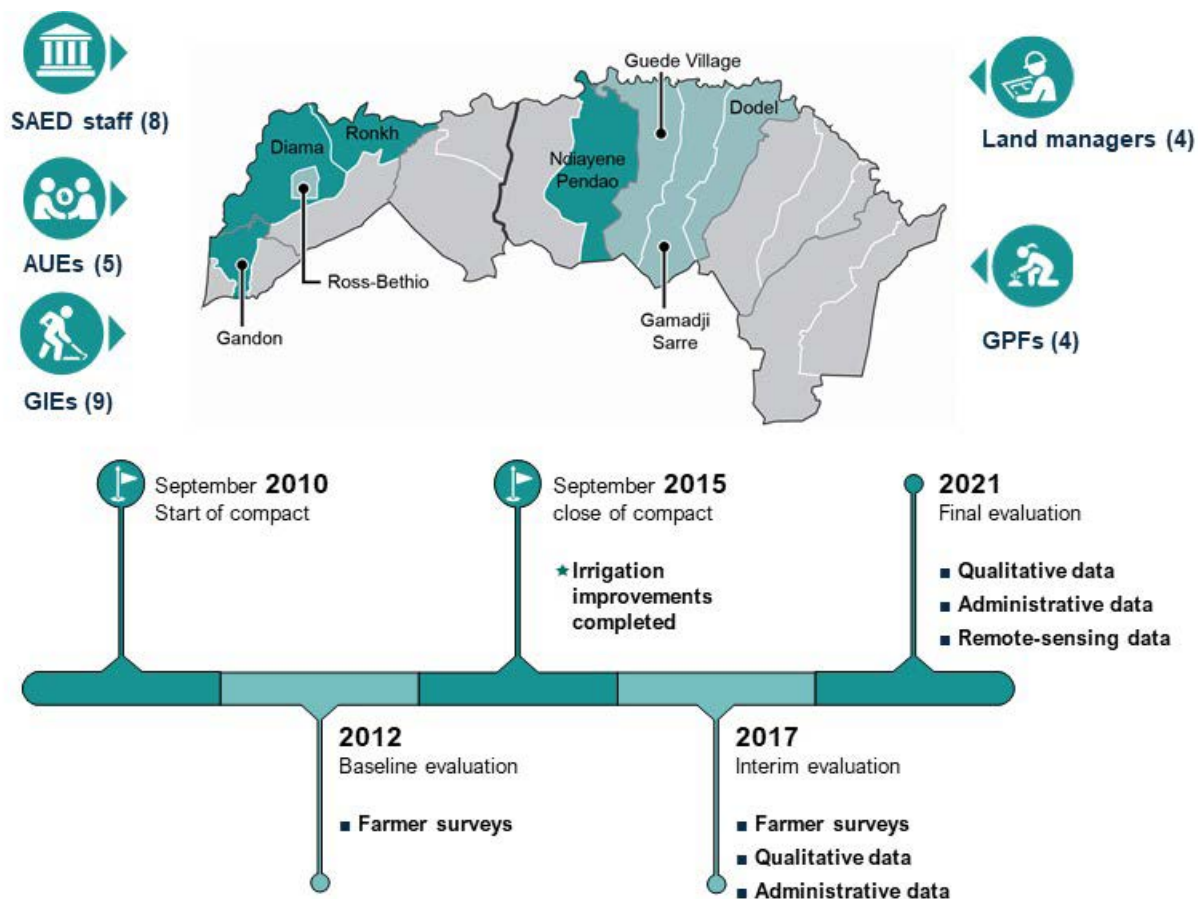 SAED staff (8)
AUEs (5)
GIEs (9)
Guede Village
Dodel
Ronkh
Diama
Ndiayene
Pendao
Ross-Bethio
Gandon
Gamadji
Sarre
Land managers (4)
GPFs (4)
September 2010
Start of compact
September 2015
close of compact
Irrigation
improvements
completed
2021
Final evaluation
Qualitative data
Administrative data
Remote-sensing data
2012
Baseline evaluation
Farmer surveys
2017
Interim evaluation
Farmer surveys
Qualitative data
Administrative data